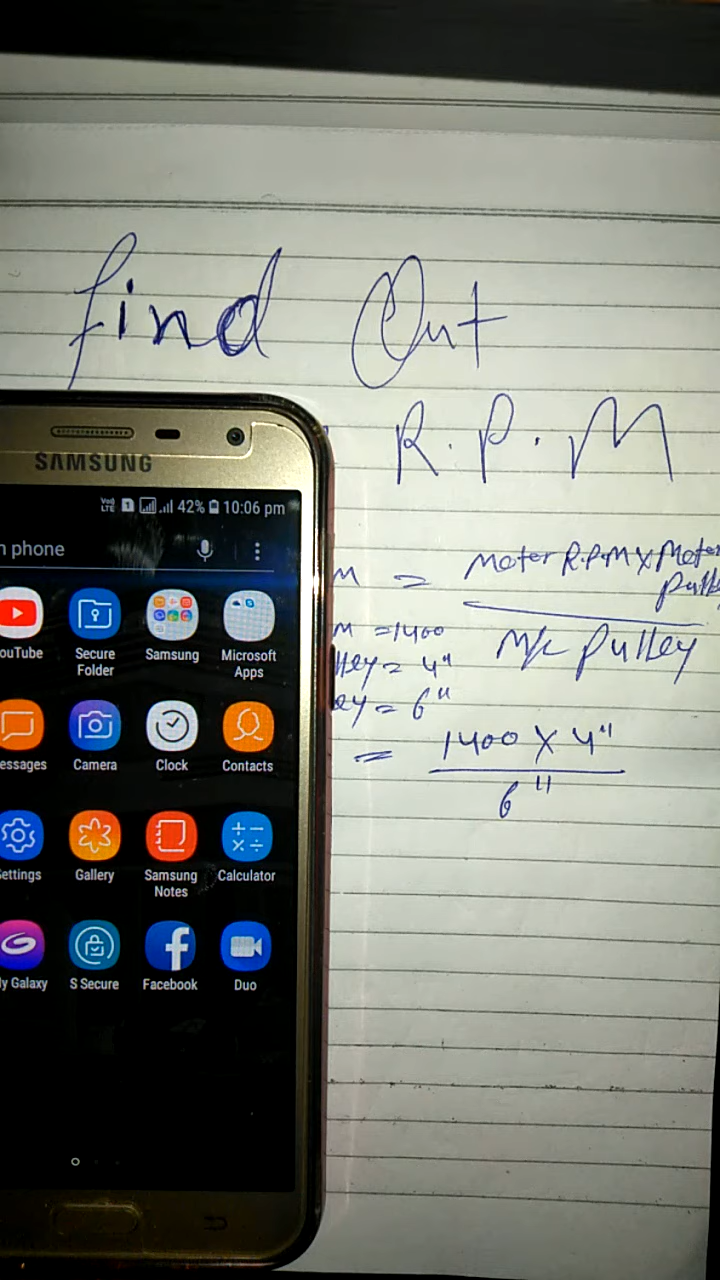 find Out
R.P.M
M = Moter R.P.M X Moter
M/c Pulley
M = 1400
lley = 4"
ey = 6"
= 1400 X 4"
6"
SAMSUNG
42% 10:06 pm
n phone
ouTube
Secure Folder
Samsung
Microsoft Apps
essages
Camera
Clock
Contacts
ettings
Gallery
Samsung Notes
Calculator
y Galaxy
S Secure
Facebook
Duo